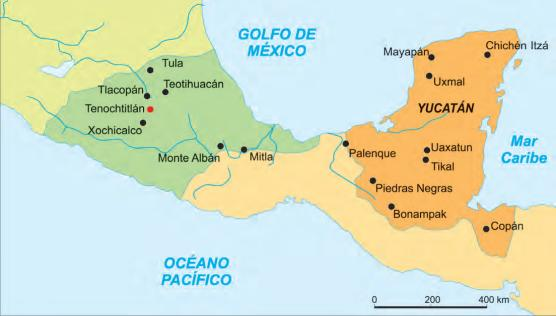 GOLFO DE
MÉXICO
Mayapán
Chichén Itzá
Tula
Teotihuacán
Tlacopán
Uxmal
Tenochtitlán
YUCATÁN
Xochicalco
Mar
Caribe
Monte Albán
Mitla
Palenque
Uaxatun
Tikal
Piedras Negras
Bonampak
Copán
OCÉANO
PACÍFICO
0 200 400 km